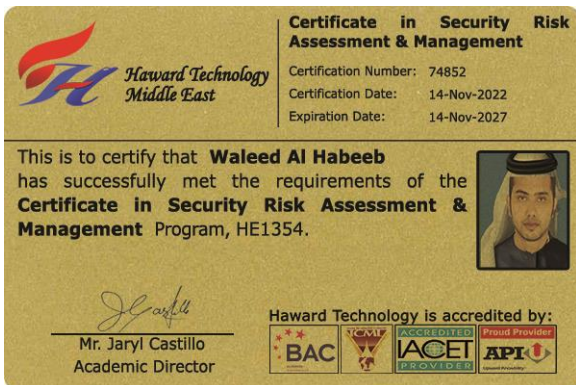 Haward Technology
Middle East
Certificate in Security Risk
Assessment & Management
Certification Number: 74852
Certification Date: 14-Nov-2022
Expiration Date: 14-Nov-2027
This is to certify that Waleed Al Habeeb
has successfully met the requirements of the
Certificate in Security Risk Assessment &
Management Program, HE1354.
Mr. Jaryl Castillo
Academic Director
Haward Technology is accredited by:
BAC
ACCREDITED
IACET
PROVIDER
Proud Provider
API U